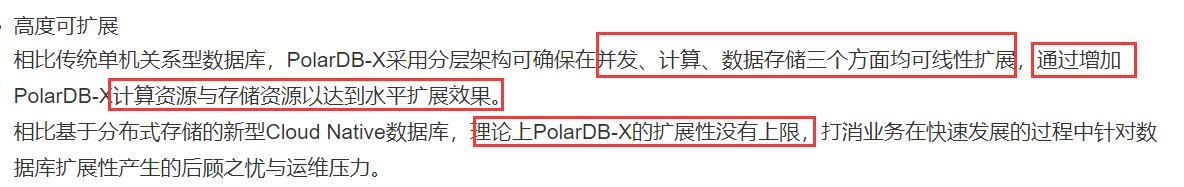 高度可扩展
相比传统单机关系型数据库，PolarDB-X采用分层架构可确保在并发、计算、数据存储三个方面均可线性扩展，通过增加
PolarDB-X计算资源与存储资源以达到水平扩展效果。
相比基于分布式存储的新型Cloud Native数据库，理论上PolarDB-X的扩展性没有上限，打消业务在快速发展的过程中针对数
据库扩展性产生的后顾之忧与运维压力。